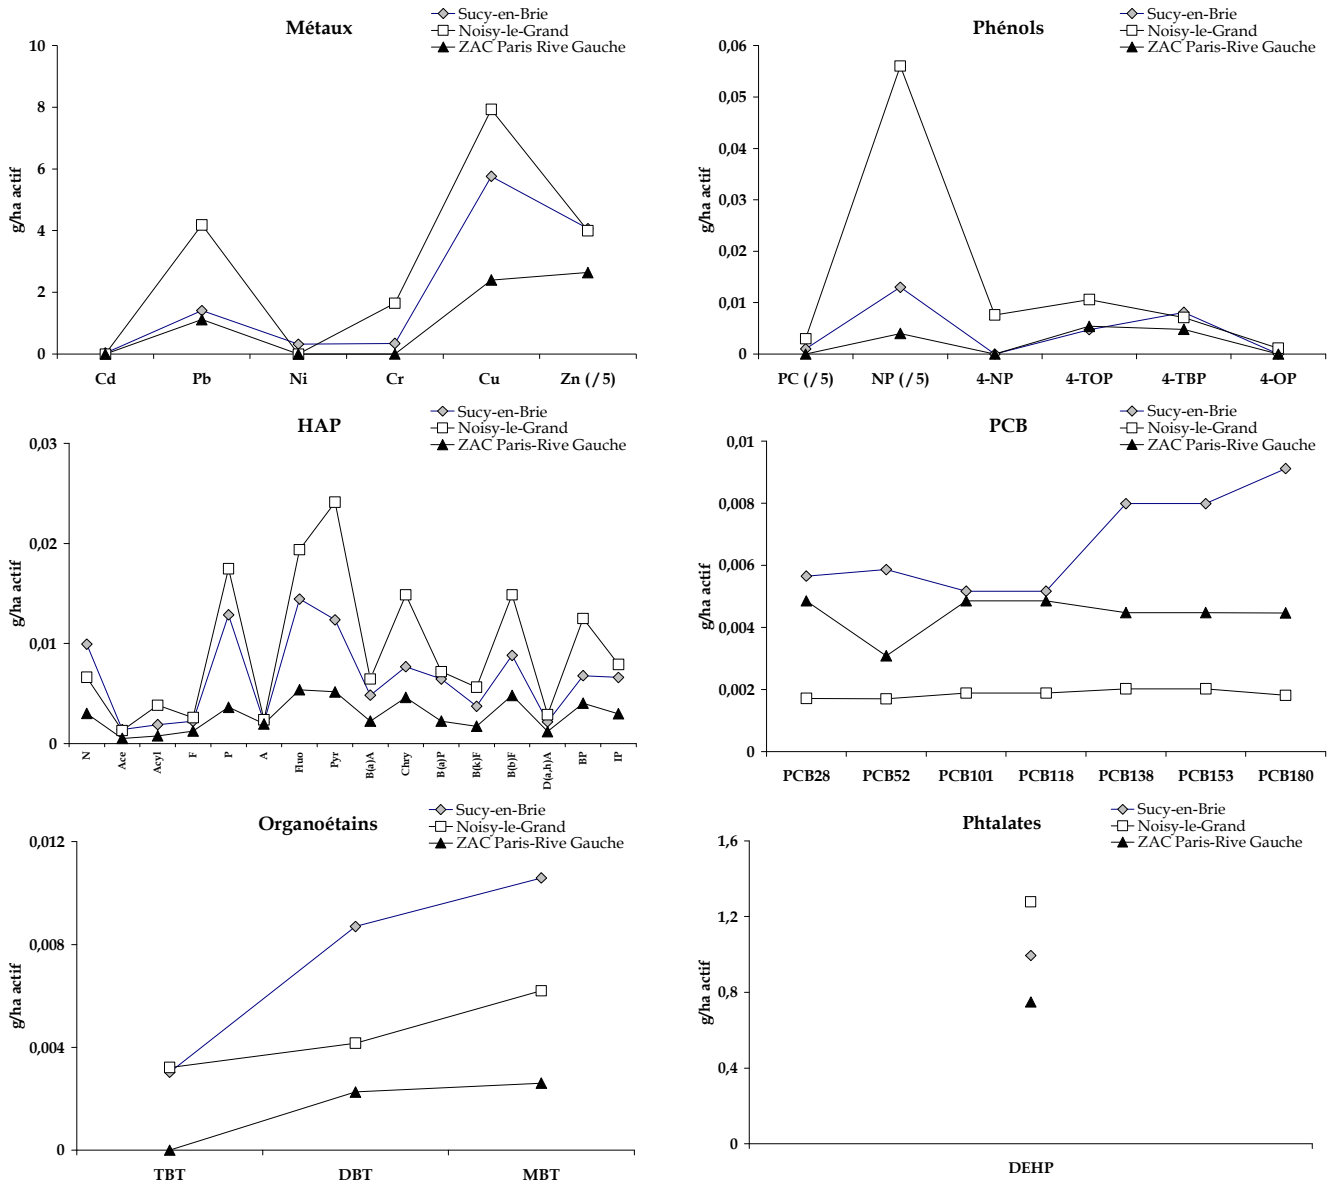 Métaux
Sucy-en-Brie
Noisy-le-Grand
ZAC Paris Rive Gauche
g/ha actif
10
8
6
4
2
0
Cd Pb Ni Cr Cu Zn (/5)
Phénols
Sucy-en-Brie
Noisy-le-Grand
ZAC Paris-Rive Gauche
g/ha actif
0,06
0,05
0,04
0,03
0,02
0,01
0
PC (/5) NP (/5) 4-NP 4-TOP 4-TBP 4-OP
HAP
Sucy-en-Brie
Noisy-le-Grand
ZAC Paris-Rive Gauche
g/ha actif
0,03
0,02
0,01
0
N Ace Acyl F P A Fluo Pyr B(a)A Chry B(a)P B(k)F B(b)F D(a,h)A BP IP
PCB
Sucy-en-Brie
Noisy-le-Grand
ZAC Paris-Rive Gauche
g/ha actif
0,01
0,008
0,006
0,004
0,002
0
PCB28 PCB52 PCB101 PCB118 PCB138 PCB153 PCB180
Organoétains
Sucy-en-Brie
Noisy-le-Grand
ZAC Paris-Rive Gauche
g/ha actif
0,012
0,008
0,004
0
TBT DBT MBT
Phtalates
Sucy-en-Brie
Noisy-le-Grand
ZAC Paris-Rive Gauche
g/ha actif
1,6
1,2
0,8
0,4
0
DEHP